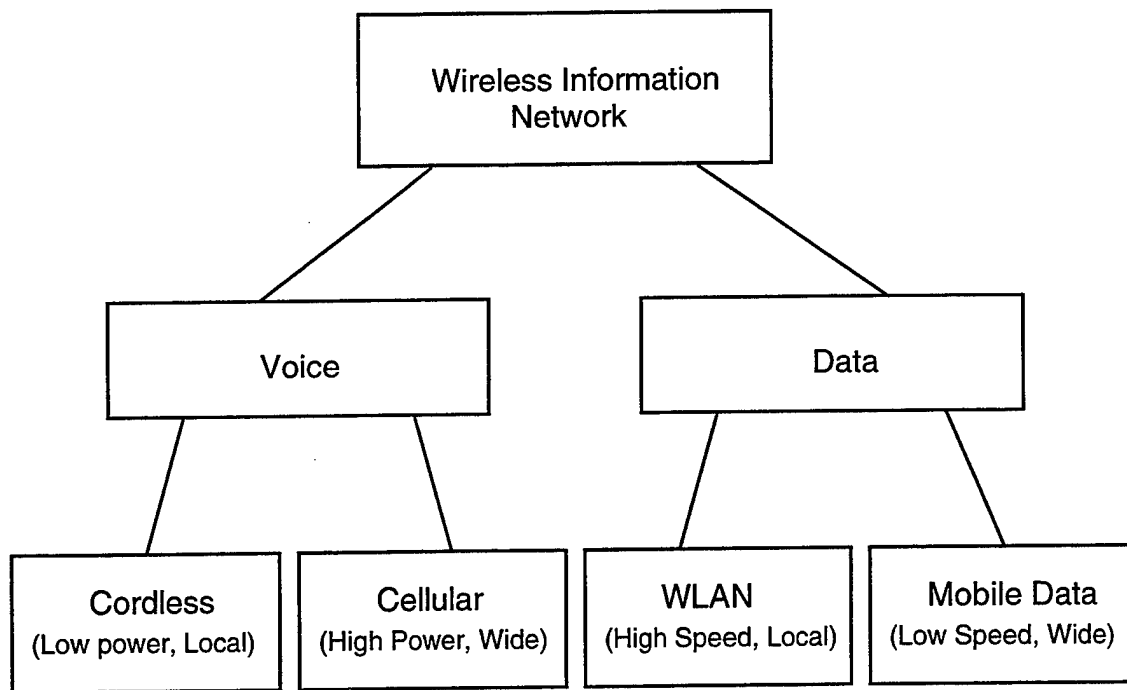 Wireless Information
Network
Voice
Data
Cordless
(Low power, Local)
Cellular
(High Power, Wide)
WLAN
(High Speed, Local)
Mobile Data
(Low Speed, Wide)